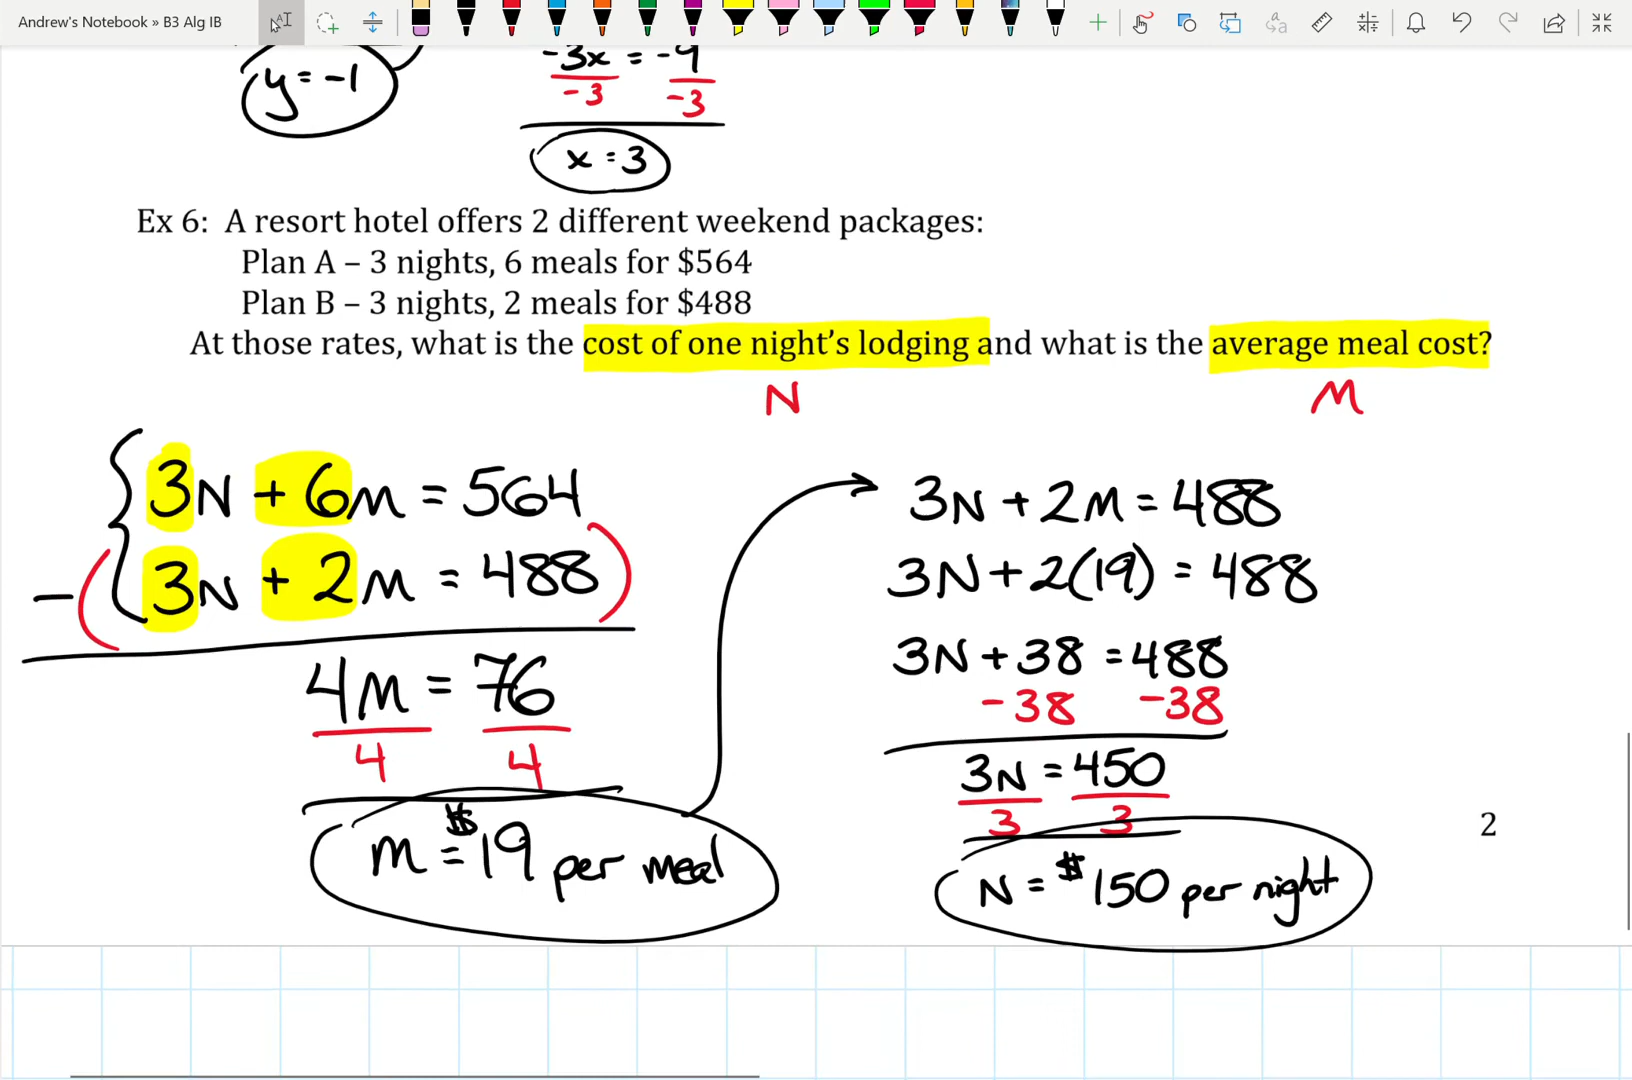 Andrew's Notebook » B3 Alg IB
y = -1
-3x = -9
-3 -3
x = 3
Ex 6: A resort hotel offers 2 different weekend packages:
Plan A – 3 nights, 6 meals for $564
Plan B – 3 nights, 2 meals for $488
At those rates, what is the cost of one night's lodging and what is the average meal cost?
N M
3N + 6M = 564
- (3N + 2M = 488)
4M = 76
4 4
M = $19 per meal
3N + 2M = 488
3N + 2(19) = 488
3N + 38 = 488
-38 -38
3N = 450
3 3
N = $150 per night
2